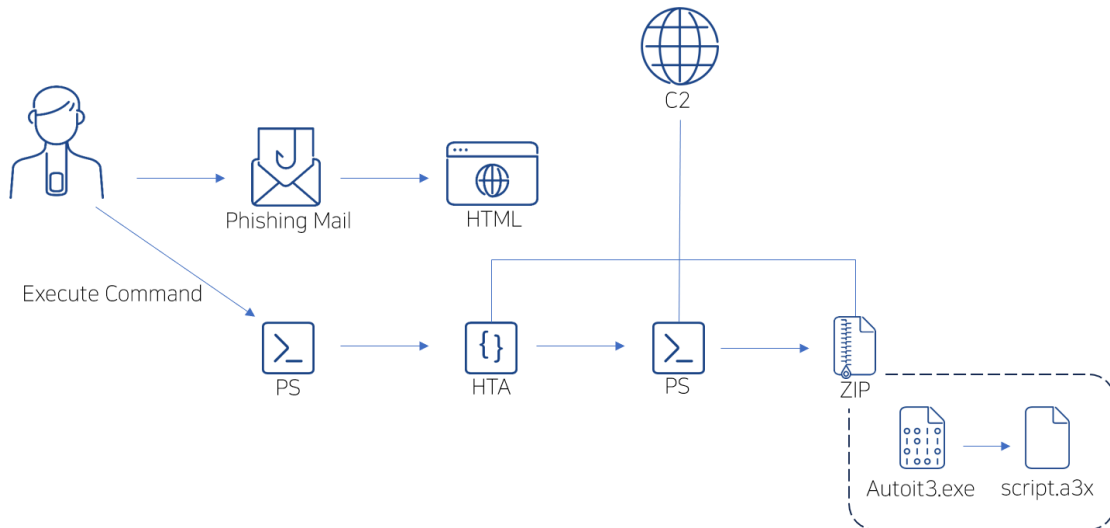 C2
Phishing Mail
HTML
Execute Command
PS
HTA
PS
ZIP
Autoit3.exe
script.a3x